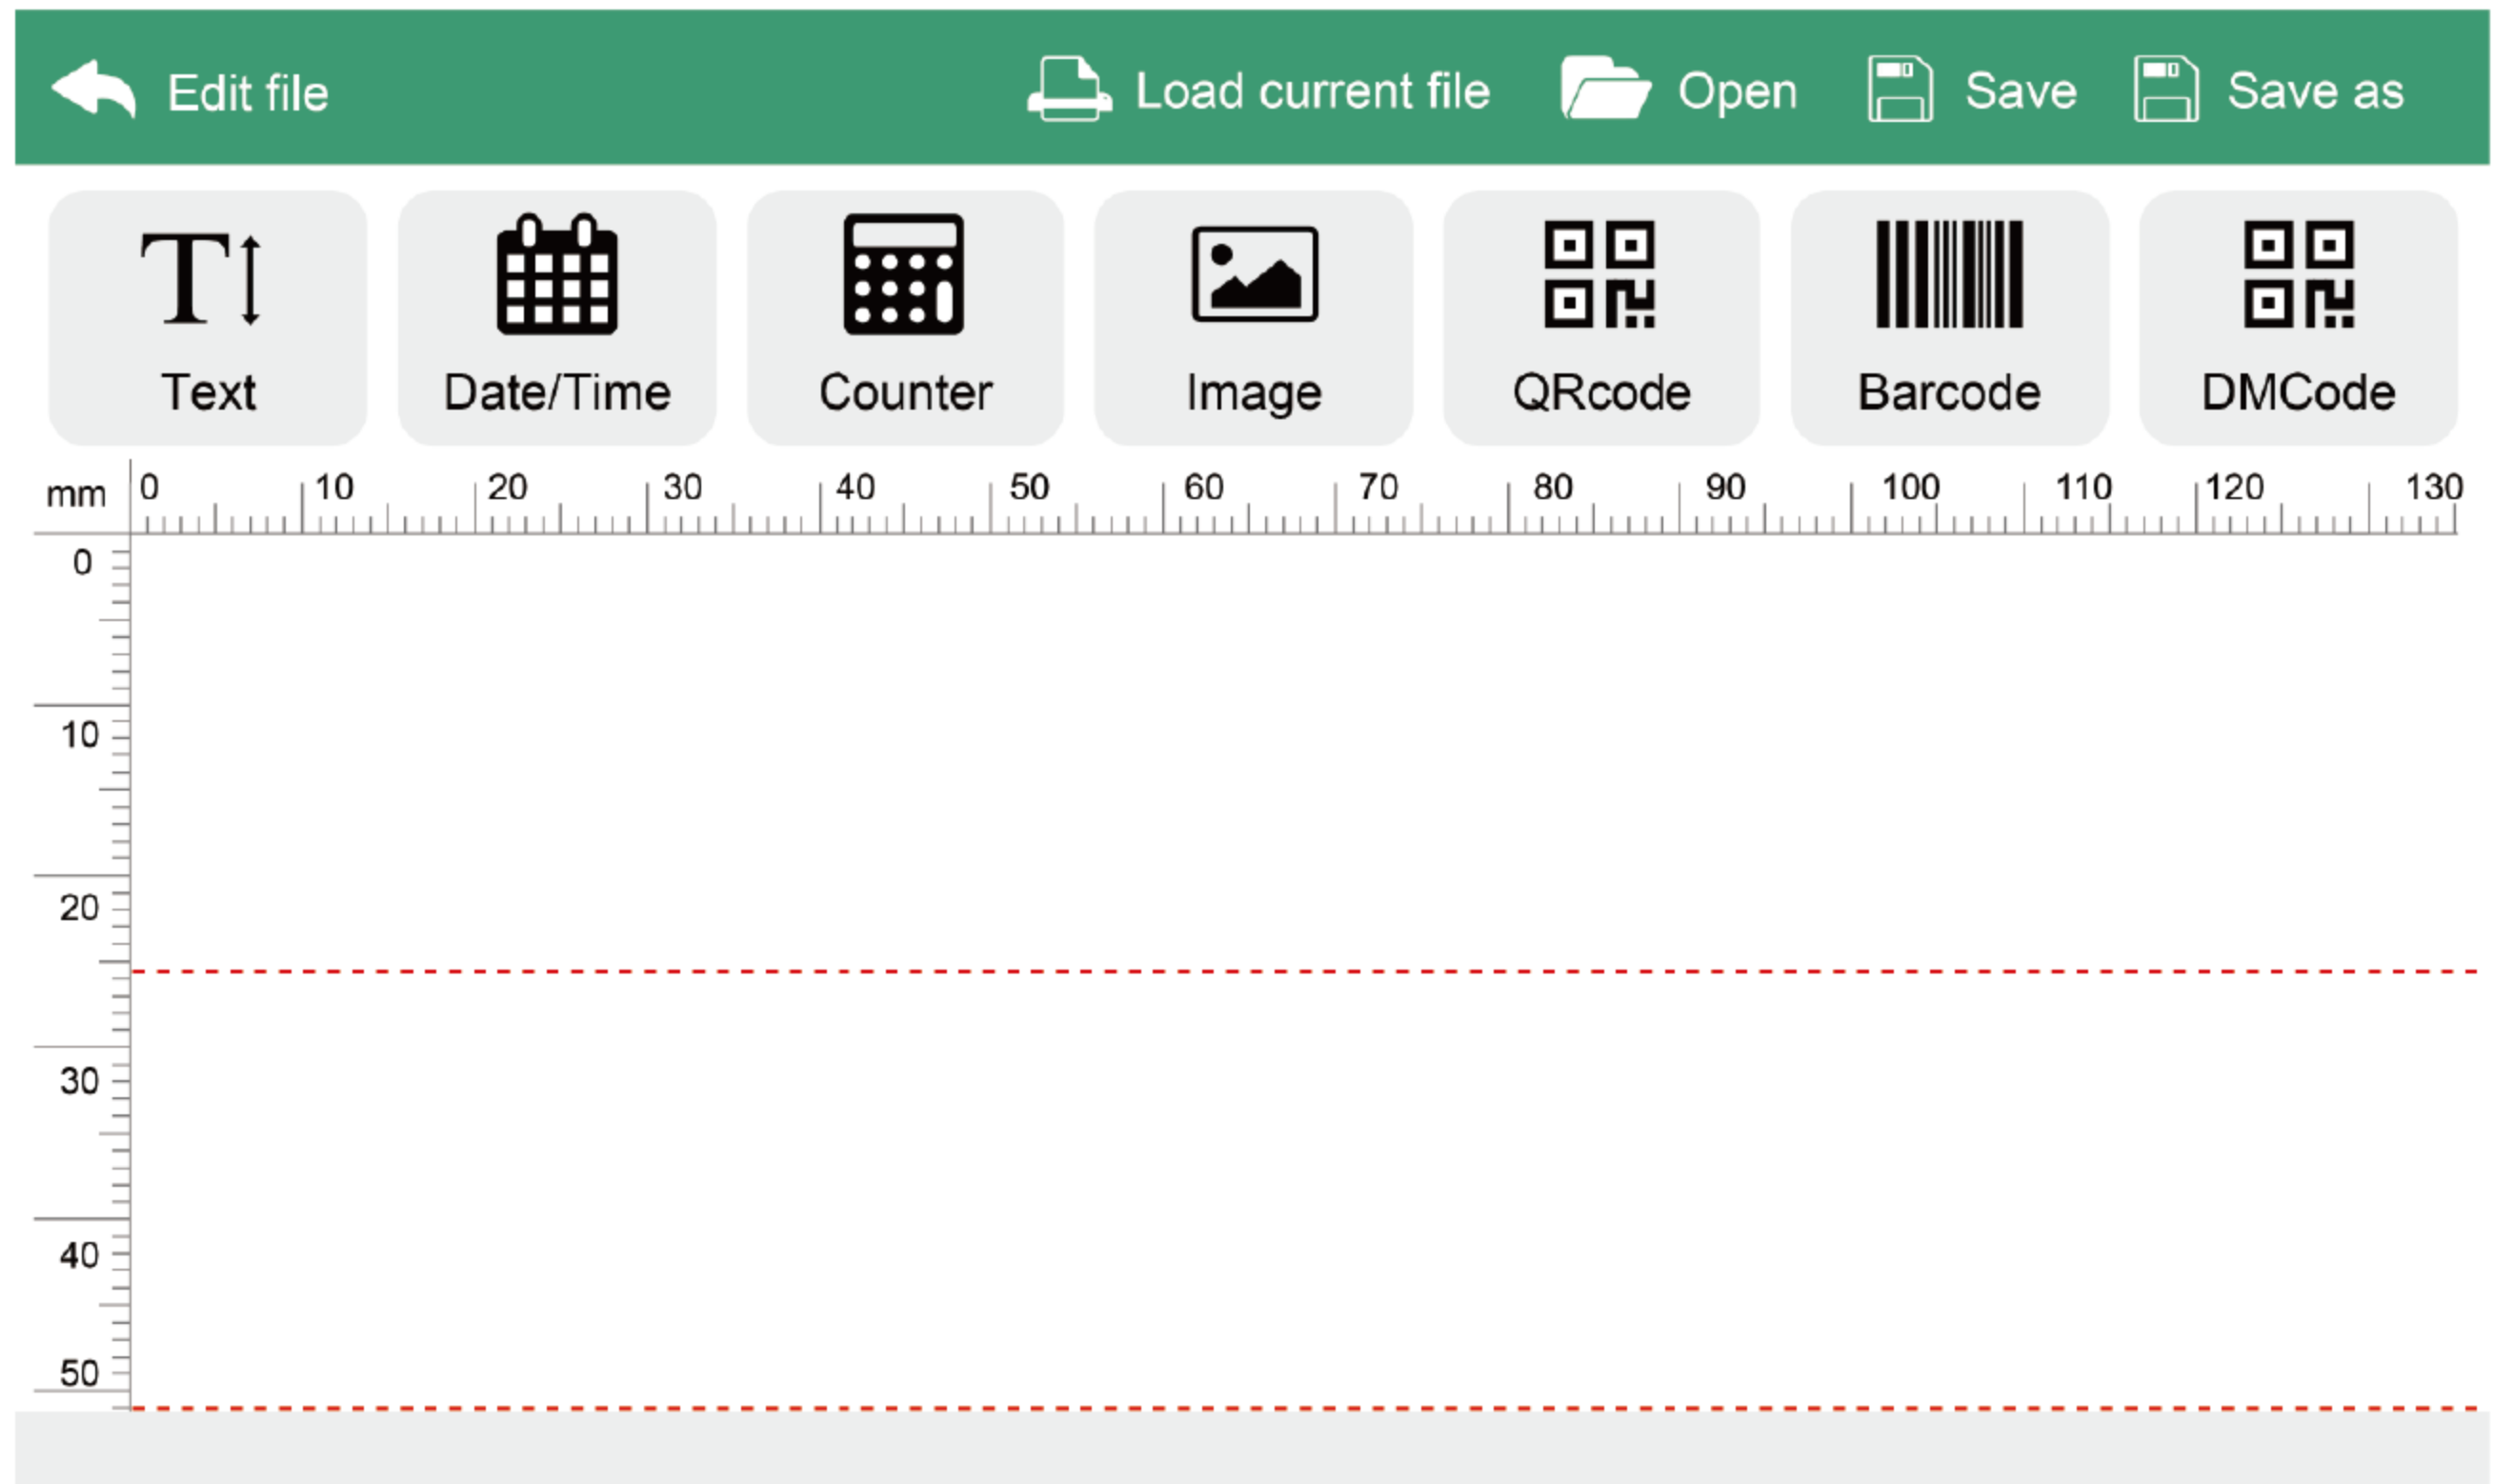 Edit file Load current file Open Save Save as
Text Date/Time Counter Image QRcode Barcode DMCode
mm 0 10 20 30 40 50 60 70 80 90 100 110 120 130
0
10
20
30
40
50